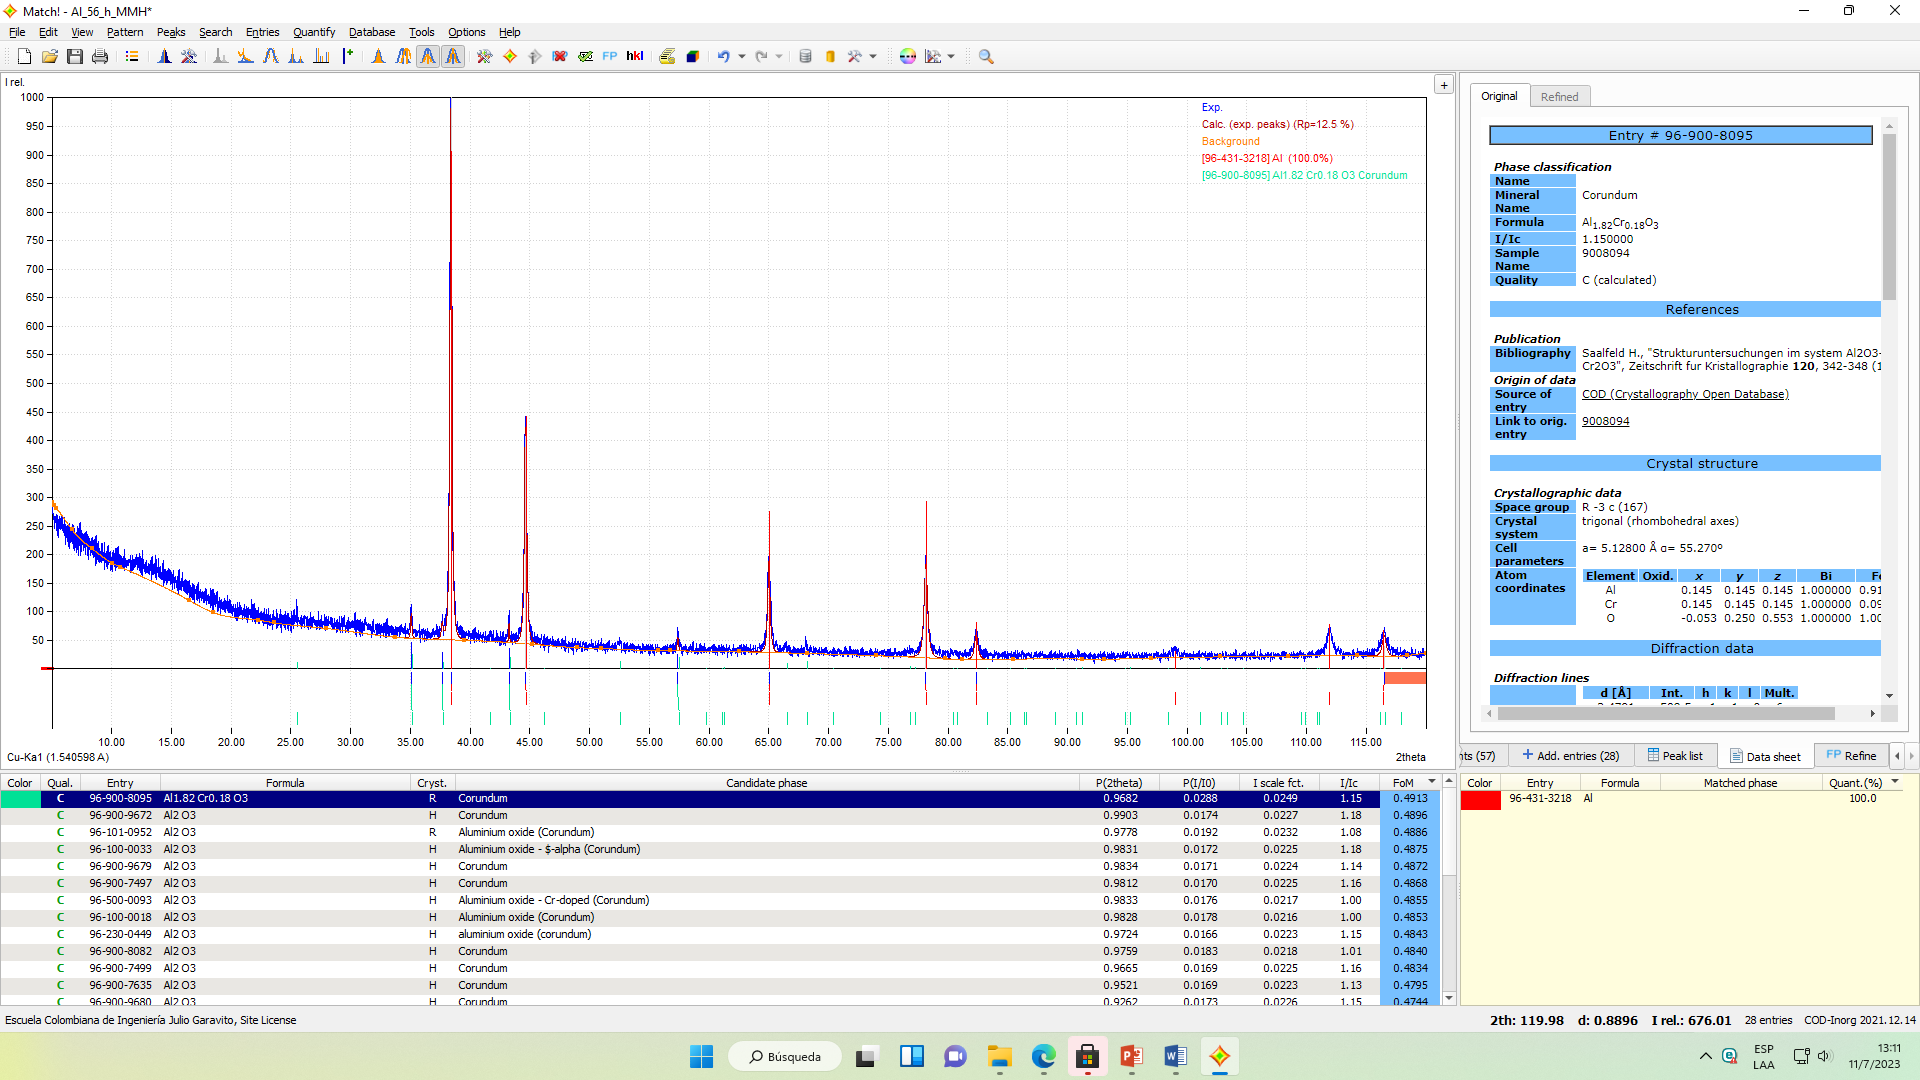 Match! - Al_56_h_MMH*
File Edit View Pattern Peaks Search Entries Quantify Database Tools Options Help
FP hkl
I rel.
1000
950
900
850
800
750
700
650
600
550
500
450
400
350
300
250
200
150
100
50
Exp.
Calc. (exp. peaks) (Rp=12.5 %)
Background
[96-431-3218] Al (100.0%)
[96-900-8095] Al1.82 Cr0.18 O3 Corundum
10.00 15.00 20.00 25.00 30.00 35.00 40.00 45.00 50.00 55.00 60.00 65.00 70.00 75.00 80.00 85.00 90.00 95.00 100.00 105.00 110.00 115.00
Cu-Ka1 (1.540598 A) 2theta
Original Refined
Entry # 96-900-8095
Phase classification
Name
Mineral Name Corundum
Formula Al1.82Cr0.18O3
I/Ic 1.150000
Sample Name 9008094
Quality C (calculated)
References
Publication
Bibliography Saalfeld H., "Strukturuntersuchungen im system Al2O3-
Cr2O3", Zeitschrift fur Kristallographie 120, 342-348 (1
Origin of data
Source of entry COD (Crystallography Open Database)
Link to orig. entry 9008094
Crystal structure
Crystallographic data
Space group R -3 c (167)
Crystal system trigonal (rhombohedral axes)
Cell parameters a= 5.12800 Å α= 55.270º
Atom coordinates Element Oxid. x y z Bi Fo
Al 0.145 0.145 0.145 1.000000 0.91
Cr 0.145 0.145 0.145 1.000000 0.09
O -0.053 0.250 0.553 1.000000 1.00
Diffraction data
Diffraction lines
d [Å] Int. h k l Mult.
nts (57) Add. entries (28) Peak list Data sheet FP Refine
Color Qual. Entry Formula Cryst. Candidate phase P(2theta) P(I/I0) I scale fct. I/Ic FoM
C 96-900-8095 Al1.82 Cr0.18 O3 R Corundum 0.9682 0.0288 0.0249 1.15 0.4913
C 96-900-9672 Al2 O3 H Corundum 0.9903 0.0174 0.0227 1.18 0.4896
C 96-101-0952 Al2 O3 R Aluminium oxide (Corundum) 0.9778 0.0192 0.0232 1.08 0.4886
C 96-100-0033 Al2 O3 H Aluminium oxide - $-alpha (Corundum) 0.9831 0.0172 0.0225 1.18 0.4875
C 96-900-9679 Al2 O3 H Corundum 0.9834 0.0171 0.0224 1.14 0.4872
C 96-900-7497 Al2 O3 H Corundum 0.9812 0.0170 0.0225 1.16 0.4868
C 96-500-0093 Al2 O3 H Aluminium oxide - Cr-doped (Corundum) 0.9833 0.0176 0.0217 1.00 0.4855
C 96-100-0018 Al2 O3 H Aluminium oxide (Corundum) 0.9828 0.0178 0.0216 1.00 0.4853
C 96-230-0449 Al2 O3 H aluminium oxide (corundum) 0.9724 0.0166 0.0223 1.15 0.4843
C 96-900-8082 Al2 O3 H Corundum 0.9759 0.0183 0.0218 1.01 0.4840
C 96-900-7499 Al2 O3 H Corundum 0.9665 0.0169 0.0225 1.16 0.4834
C 96-900-7635 Al2 O3 H Corundum 0.9521 0.0169 0.0223 1.13 0.4795
C 96-900-9680 Al2 O3 H Corundum 0.9262 0.0173 0.0226 1.15 0.4744
Color Entry Formula Matched phase Quant.(%)
96-431-3218 Al 100.0
Escuela Colombiana de Ingeniería Julio Garavito, Site License
2th: 119.98 d: 0.8896 I rel.: 676.01 28 entries COD-Inorg 2021.12.14
Búsqueda
ESP
LAA
13:11
11/7/2023